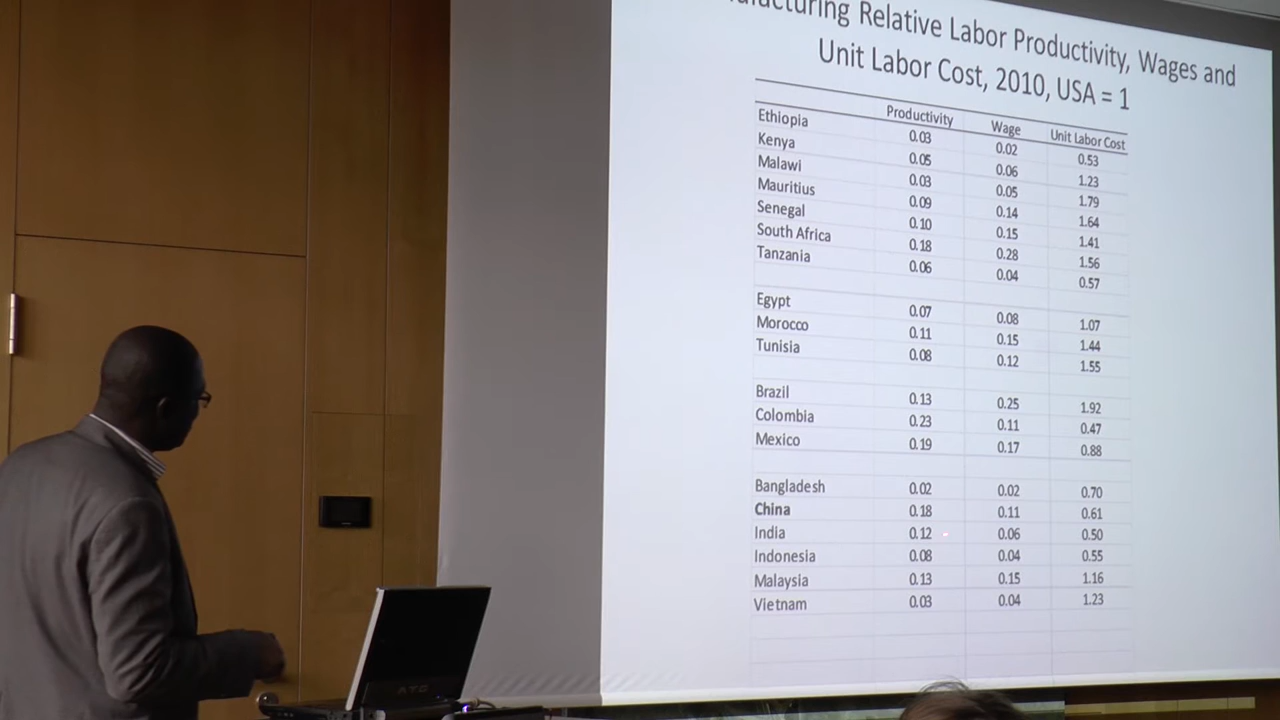 Relative Labor Productivity, Wages and
Unit Labor Cost, 2010, USA = 1
Productivity Wage Unit Labor Cost
Ethiopia 0.03 0.02 0.53
Kenya 0.05 0.06 1.23
Malawi 0.03 0.05 1.79
Mauritius 0.09 0.14 1.64
Senegal 0.10 0.15 1.41
South Africa 0.18 0.28 1.56
Tanzania 0.06 0.04 0.57
Egypt 0.07 0.08 1.07
Morocco 0.11 0.15 1.44
Tunisia 0.08 0.12 1.55
Brazil 0.13 0.25 1.92
Colombia 0.23 0.11 0.47
Mexico 0.19 0.17 0.88
Bangladesh 0.02 0.02 0.70
China 0.18 0.11 0.61
India 0.12 0.06 0.50
Indonesia 0.08 0.04 0.55
Malaysia 0.13 0.15 1.16
Vietnam 0.03 0.04 1.23